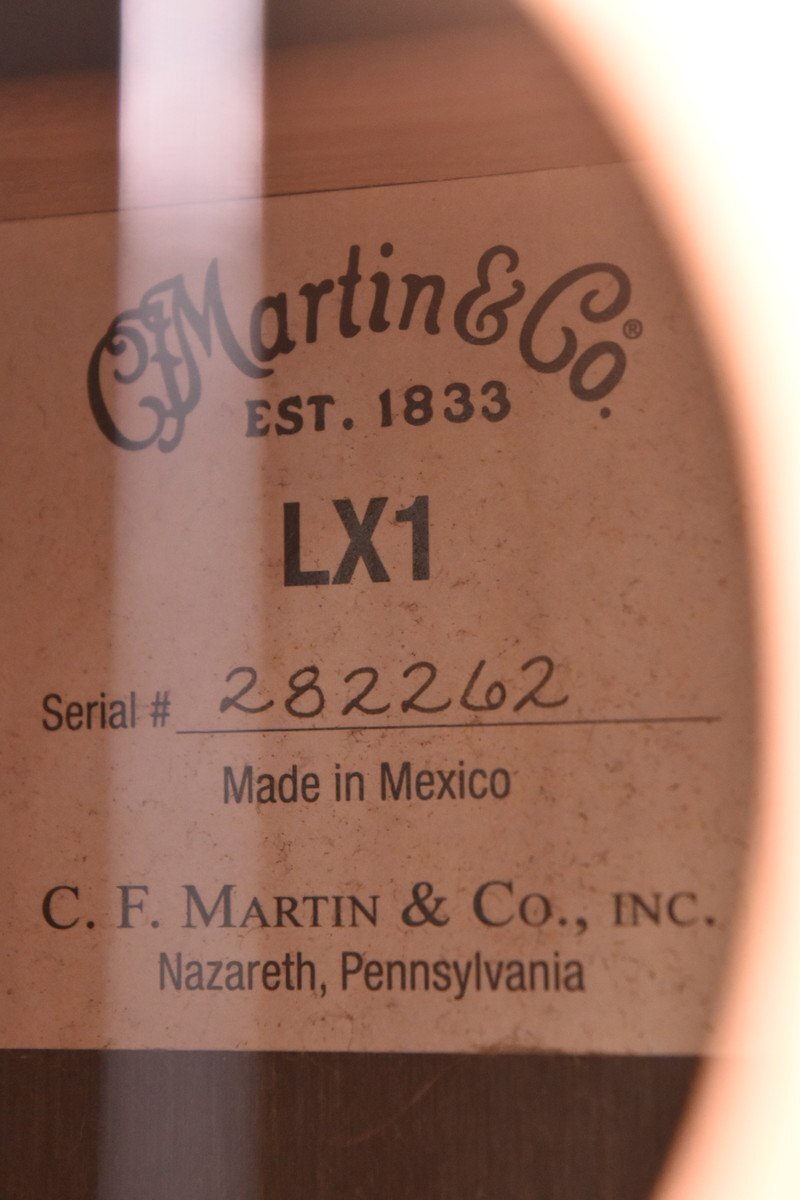 CFMartin & Co.®
EST. 1833
LX1
Serial # 282262
Made in Mexico
C. F. MARTIN & CO., INC.
Nazareth, Pennsylvania